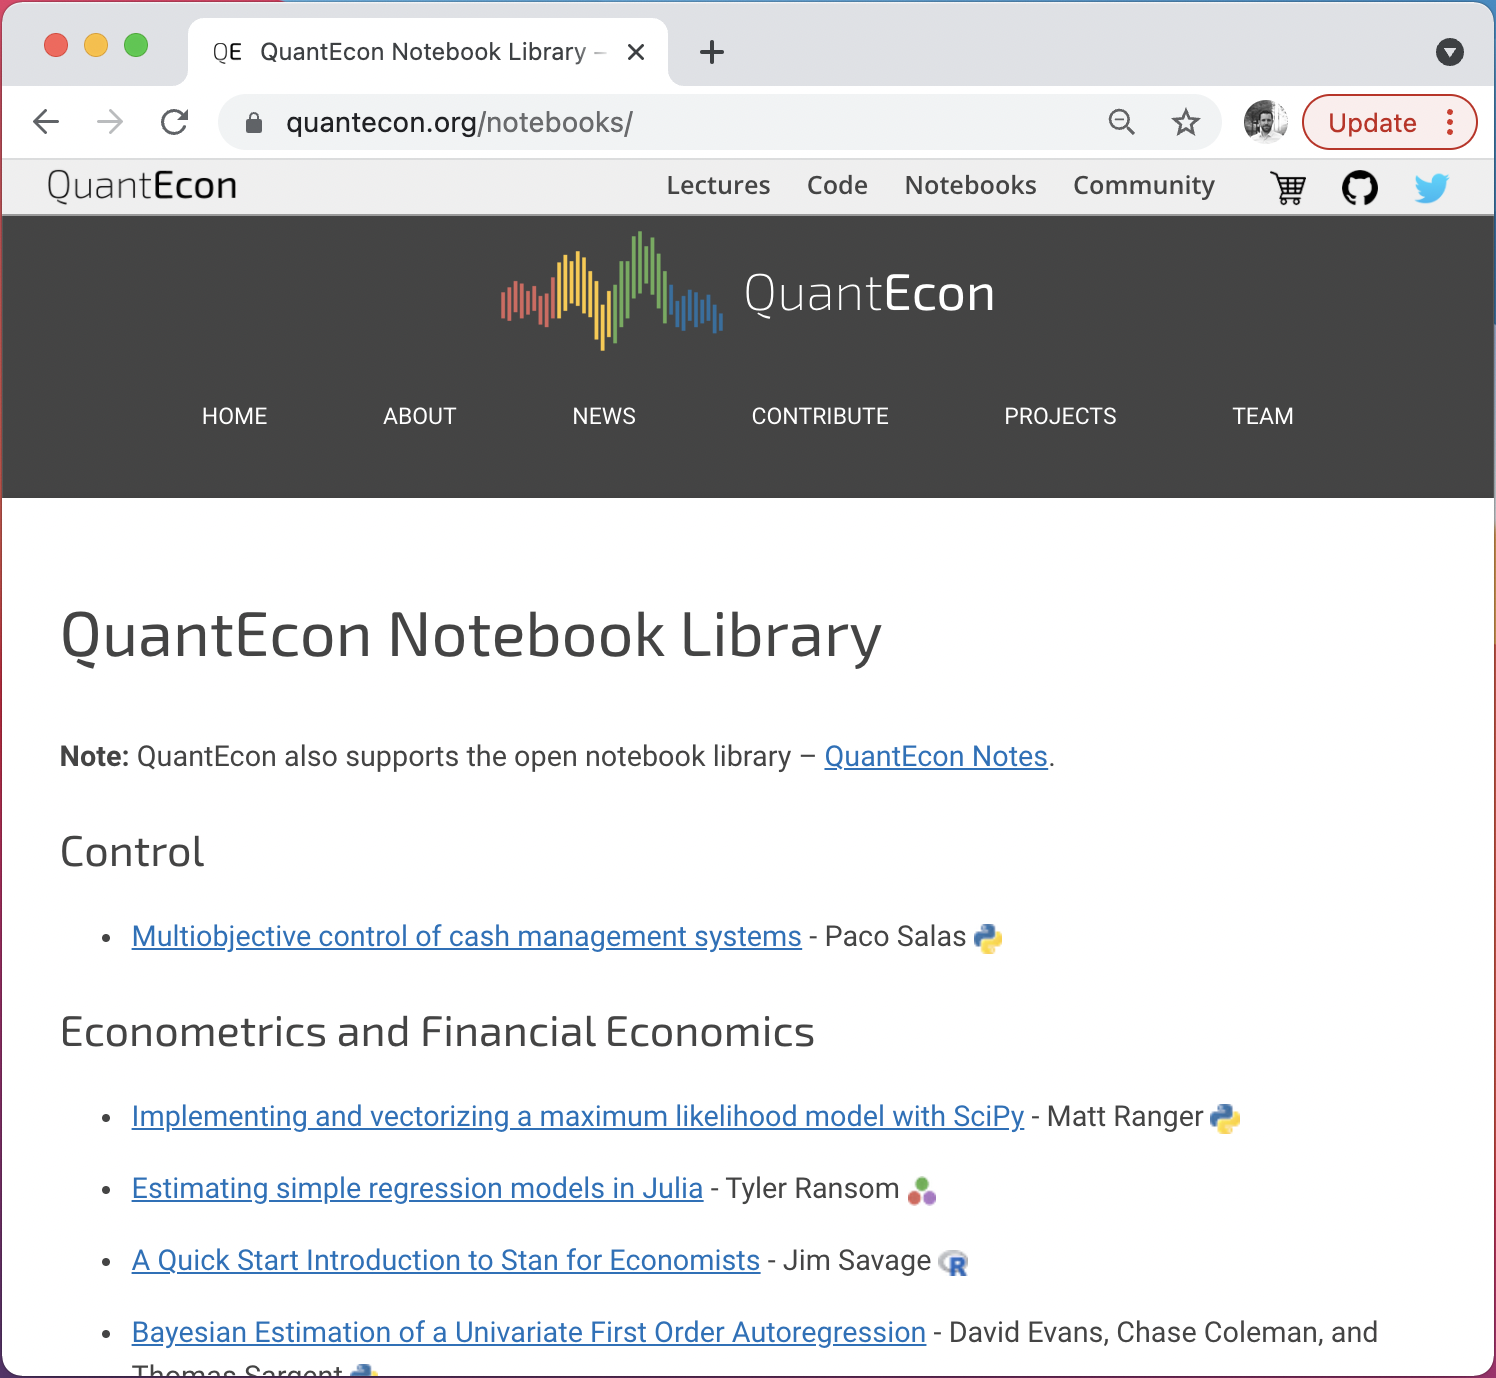 QE QuantEcon Notebook Library –
quantecon.org/notebooks/
Update
QuantEcon
Lectures Code Notebooks Community
QuantEcon
HOME ABOUT NEWS CONTRIBUTE PROJECTS TEAM
QuantEcon Notebook Library
Note: QuantEcon also supports the open notebook library – QuantEcon Notes.
Control
• Multiobjective control of cash management systems - Paco Salas
Econometrics and Financial Economics
• Implementing and vectorizing a maximum likelihood model with SciPy - Matt Ranger
• Estimating simple regression models in Julia - Tyler Ransom
• A Quick Start Introduction to Stan for Economists - Jim Savage R
• Bayesian Estimation of a Univariate First Order Autoregression - David Evans, Chase Coleman, and
Thomas Sargent